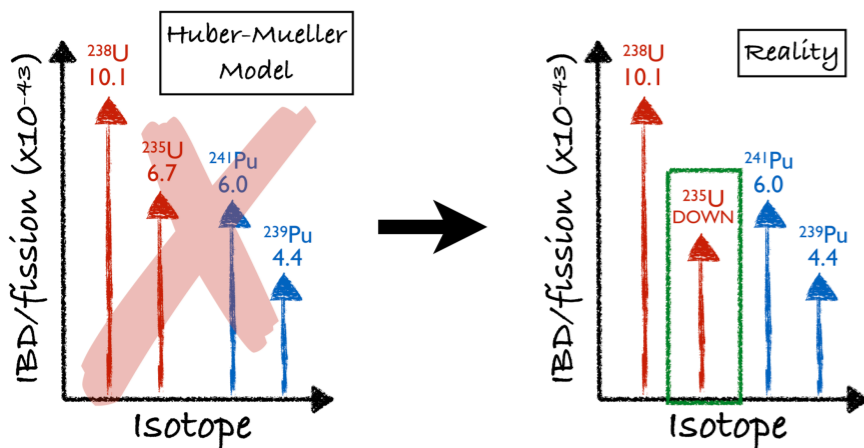 Huber-Mueller
Model
IBD/fission (x10⁻⁴³)
²³⁸U
10.1
²³⁵U
6.7
²⁴¹Pu
6.0
²³⁹Pu
4.4
Isotope
Reality
IBD/fission (x10⁻⁴³)
²³⁸U
10.1
²³⁵U
DOWN
²⁴¹Pu
6.0
²³⁹Pu
4.4
Isotope